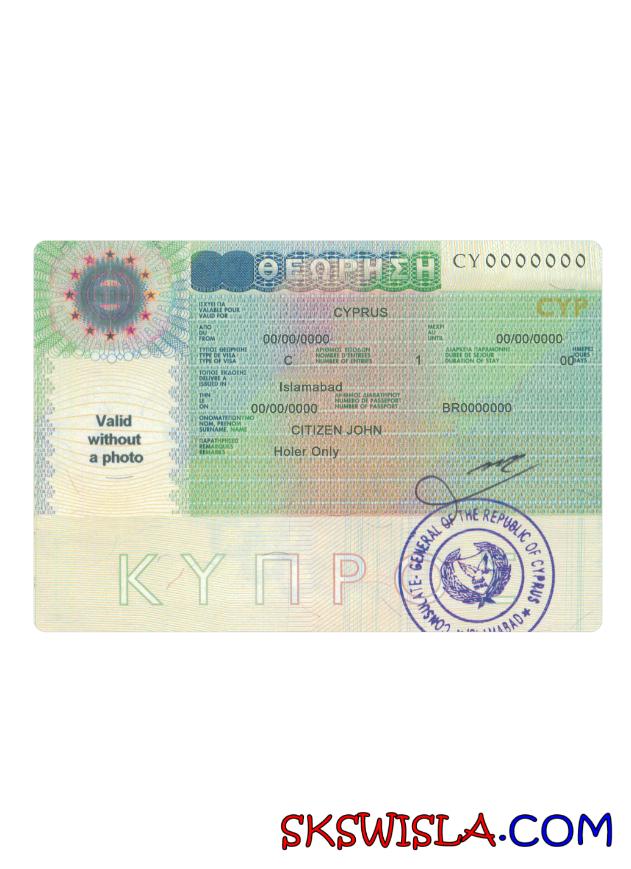 ΘΕΩΡΗΣΗ
CY0000000
CYP
ΙΣΧΥΕΙ ΓΙΑ
VALABLE POUR
VALID FOR
CYPRUS
ΑΠΟ
DU
FROM
00/00/0000
ΜΕΧΡΙ
AU
UNTIL
00/00/0000
ΤΥΠΟΣ ΘΕΩΡΗΣΗΣ
TYPE DE VISA
TYPE OF VISA
C
ΑΡΙΘΜΟΣ ΕΙΣΟΔΩΝ
NOMBRE D'ENTREES
NUMBER OF ENTRIES
1
ΔΙΑΡΚΕΙΑ ΠΑΡΑΜΟΝΗΣ
DUREE DE SEJOUR
DURATION OF STAY
00
ΗΜΕΡΕΣ
JOURS
DAYS
ΤΟΠΟΣ ΕΚΔΟΣΗΣ
DELIVRE A
ISSUED IN
Islamabad
ΤΗΝ
LE
ON
00/00/0000
ΑΡΙΘΜΟΣ ΔΙΑΒΑΤΗΡΙΟΥ
NUMERO DE PASSEPORT
NUMBER OF PASSPORT
BR0000000
ΟΝΟΜΑΤΕΠΩΝΥΜΟ
NOM, PRENOM
SURNAME, NAME
CITIZEN JOHN
ΠΑΡΑΤΗΡΗΣΕΙΣ
REMARQUES
REMARKS
Holer Only
Valid
without
a photo
ΚΥΠΡΟΣ
CONSULATE-GENERAL OF THE REPUBLIC OF CYPRUS
★ ISLAMABAD ★
SKSWISLA.COM